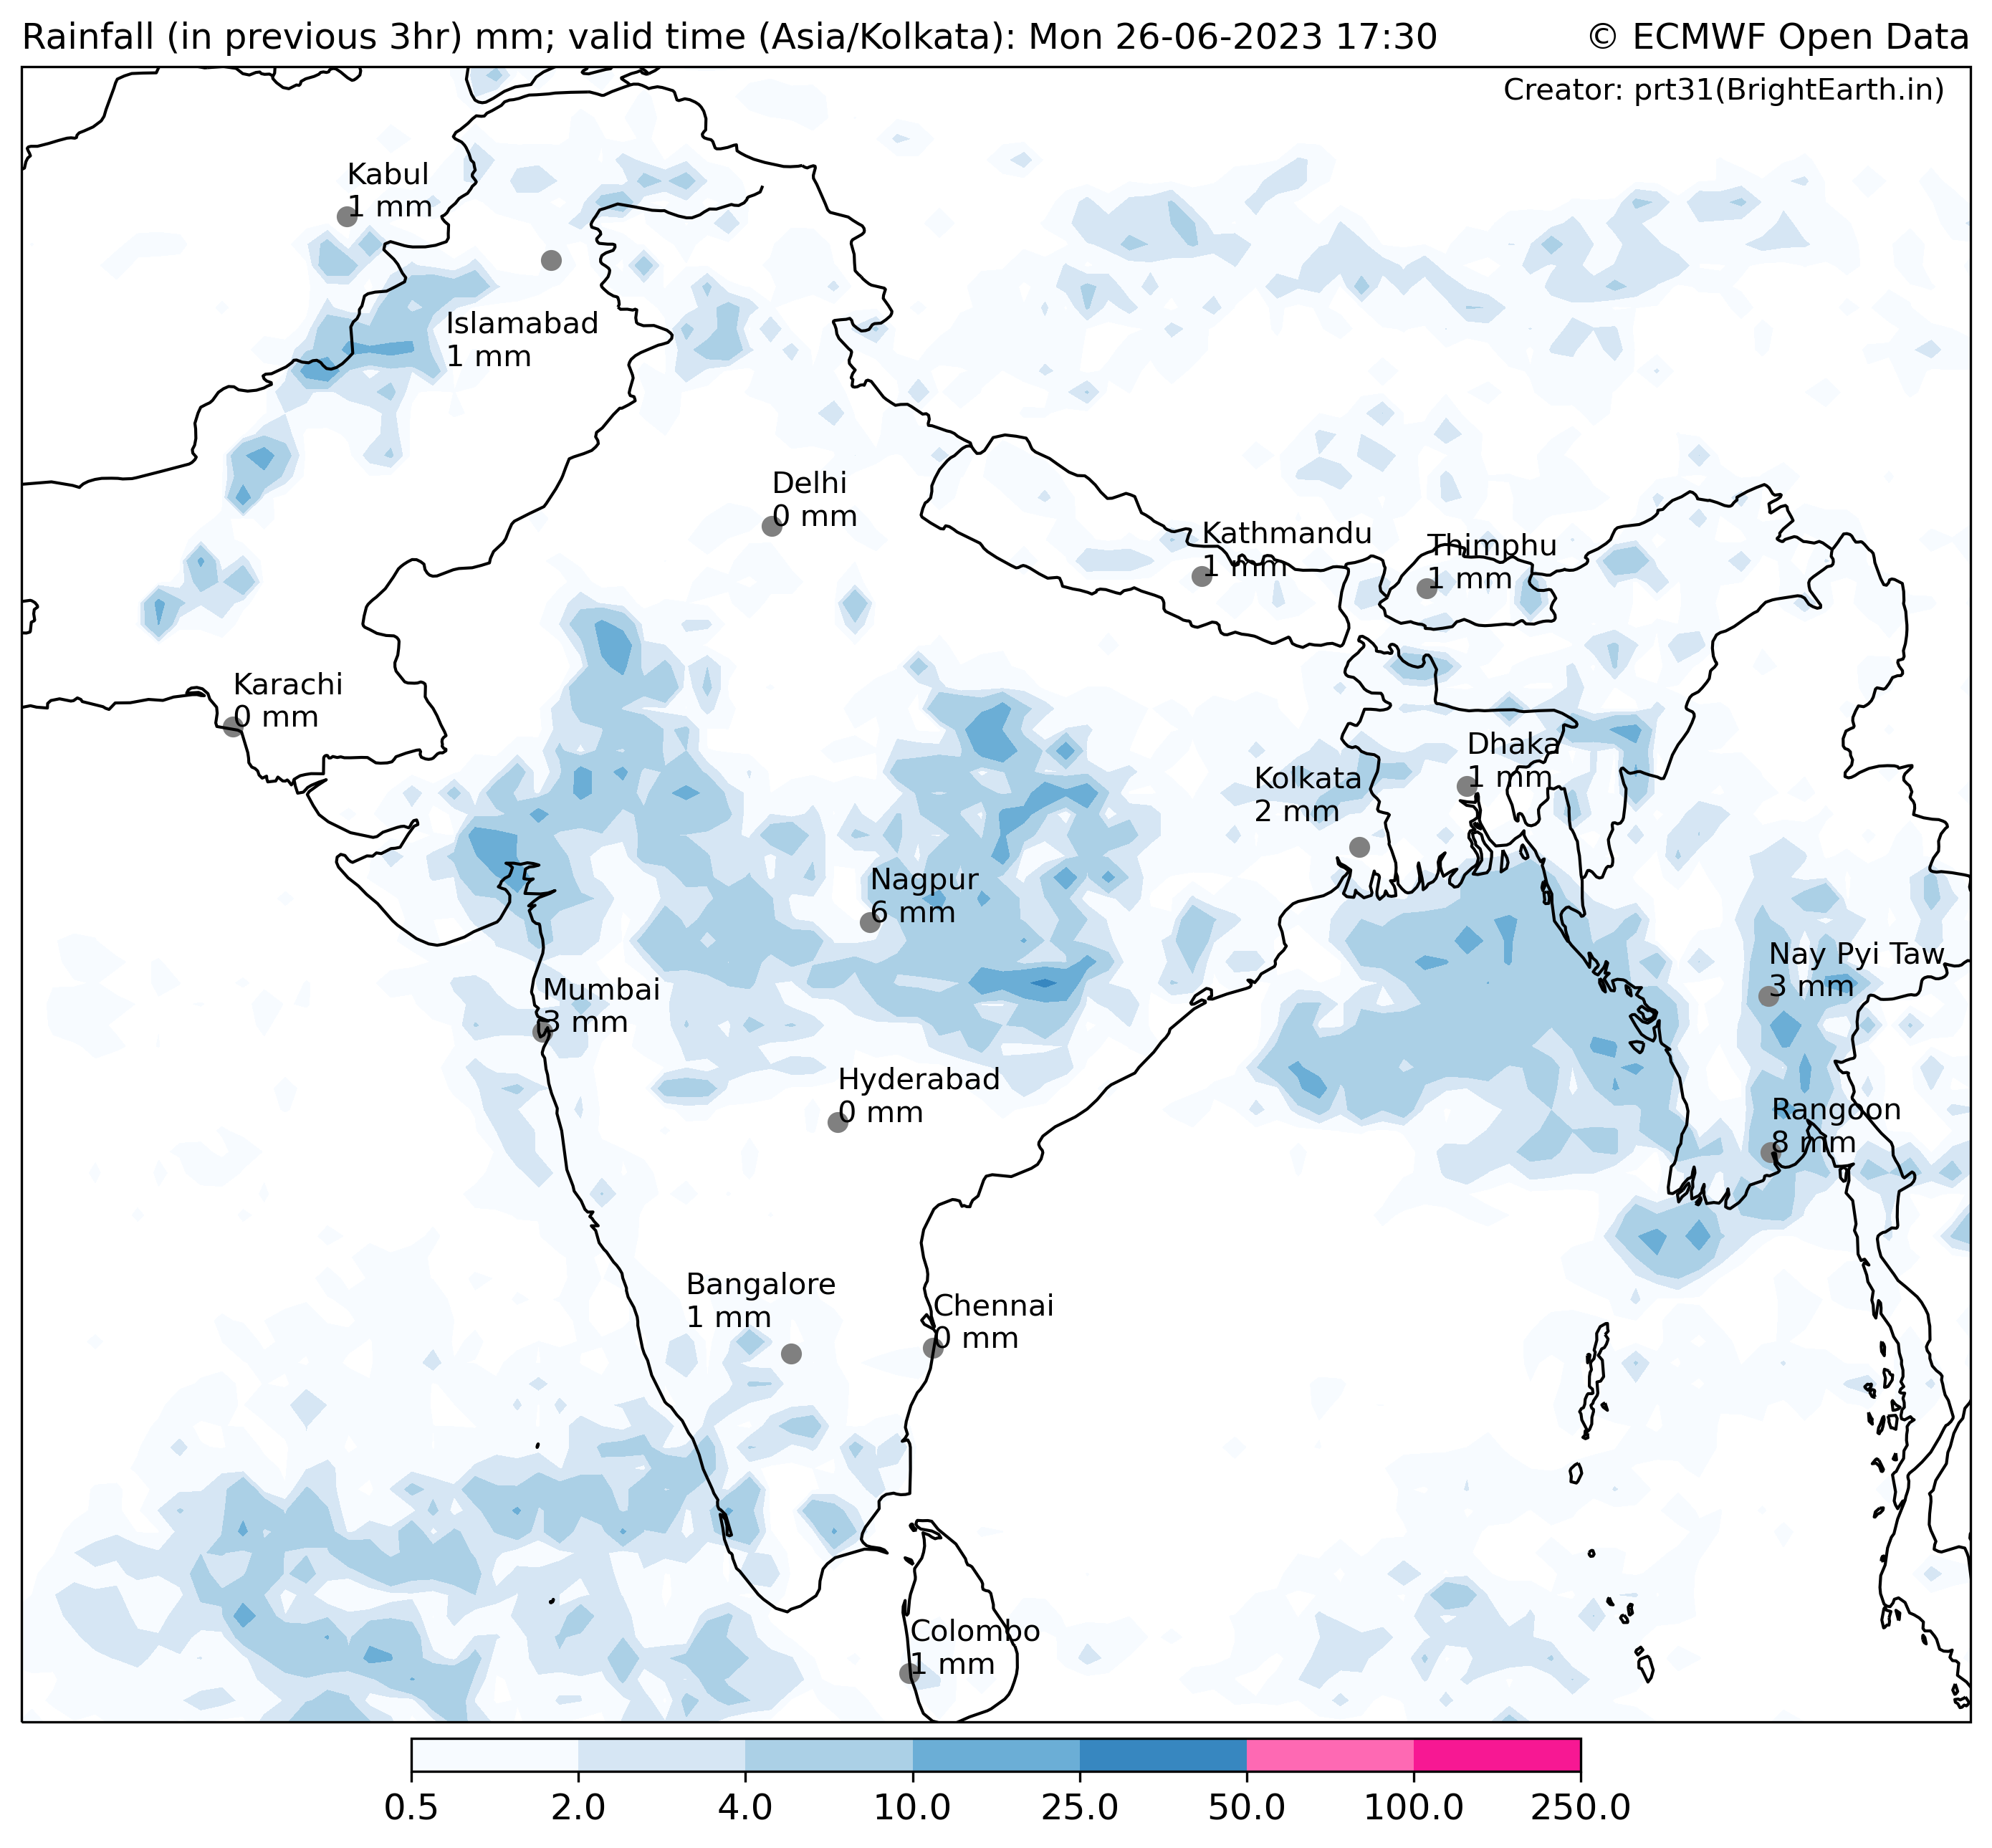 Rainfall (in previous 3hr) mm; valid time (Asia/Kolkata): Mon 26-06-2023 17:30
© ECMWF Open Data
Creator: prt31(BrightEarth.in)
Kabul
1 mm
Islamabad
1 mm
Delhi
0 mm
Kathmandu
1 mm
Thimphu
1 mm
Karachi
0 mm
Dhaka
1 mm
Kolkata
2 mm
Nagpur
6 mm
Nay Pyi Taw
3 mm
Mumbai
3 mm
Hyderabad
0 mm
Rangoon
8 mm
Bangalore
1 mm
Chennai
0 mm
Colombo
1 mm
0.5 2.0 4.0 10.0 25.0 50.0 100.0 250.0